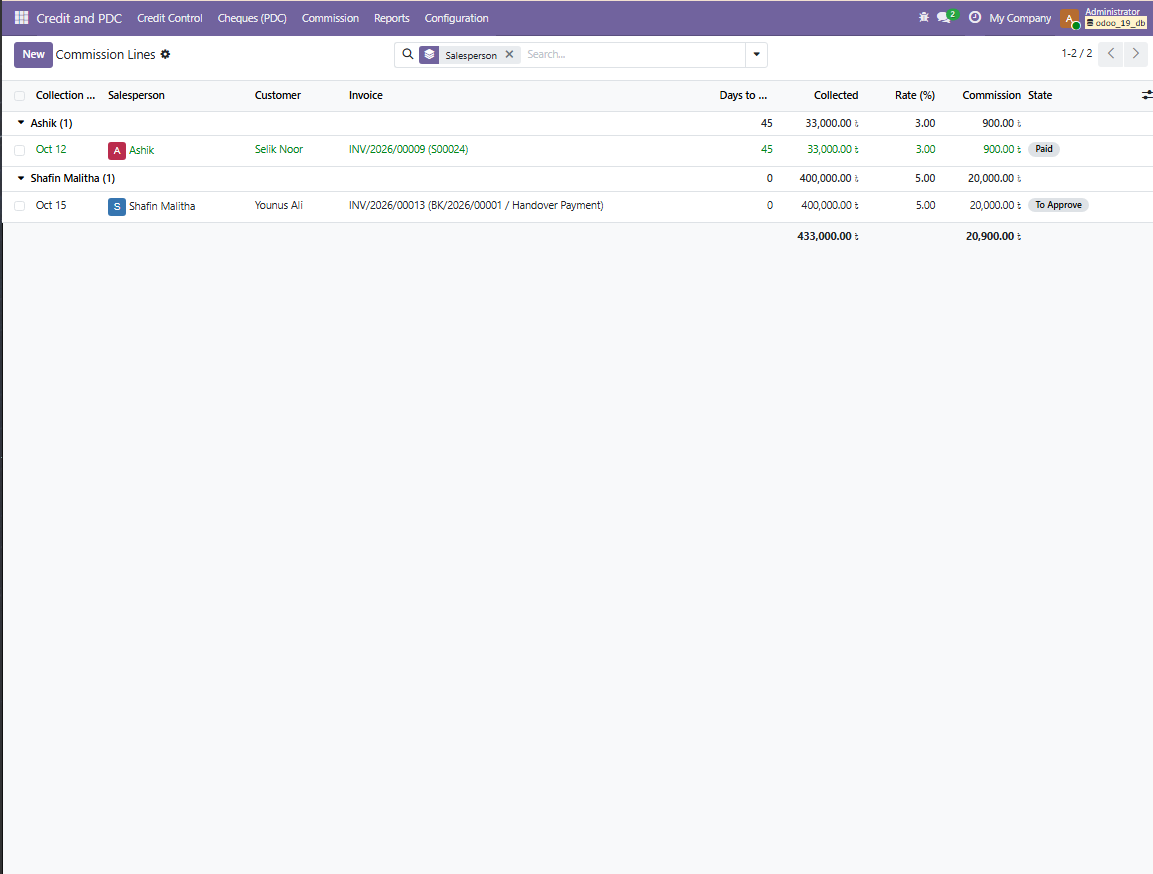 Credit and PDC Credit Control Cheques (PDC) Commission Reports Configuration 2 My Company A Administrator odoo_19_db
New Commission Lines Salesperson Search... 1-2 / 2
Collection ... Salesperson Customer Invoice Days to ... Collected Rate (%) Commission State
Ashik (1) 45 33,000.00 ৳ 3.00 900.00 ৳
Oct 12 A Ashik Selik Noor INV/2026/00009 (S00024) 45 33,000.00 ৳ 3.00 900.00 ৳ Paid
Shafin Malitha (1) 0 400,000.00 ৳ 5.00 20,000.00 ৳
Oct 15 S Shafin Malitha Younus Ali INV/2026/00013 (BK/2026/00001 / Handover Payment) 0 400,000.00 ৳ 5.00 20,000.00 ৳ To Approve
433,000.00 ৳ 20,900.00 ৳